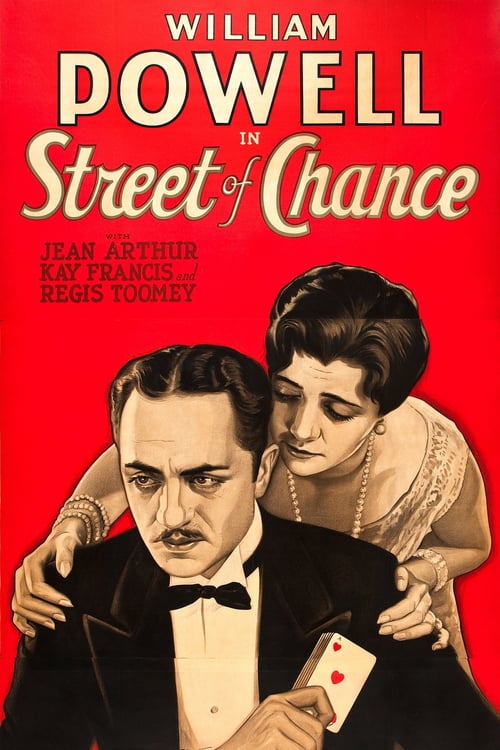 WILLIAM
POWELL
IN
Street of Chance
WITH
JEAN ARTHUR
KAY FRANCIS and
REGIS TOOMEY
A